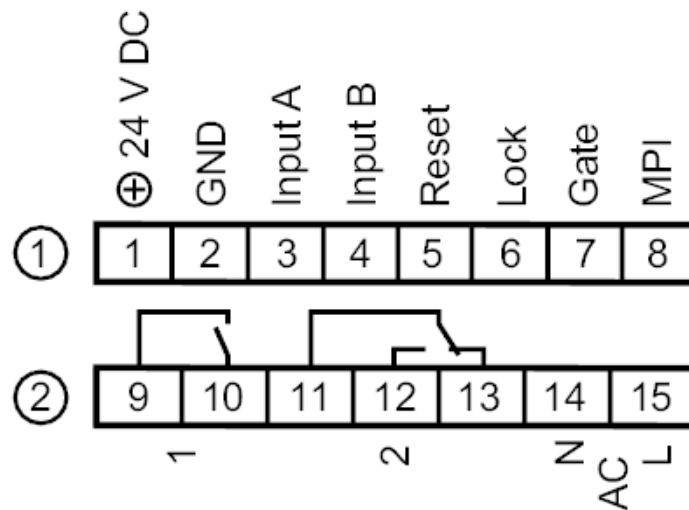 ⊕ 24 V DC
GND
Input A
Input B
Reset
Lock
Gate
MPI
① 1 2 3 4 5 6 7 8
② 9 10 11 12 13 14 15
1
2
N
AC
L